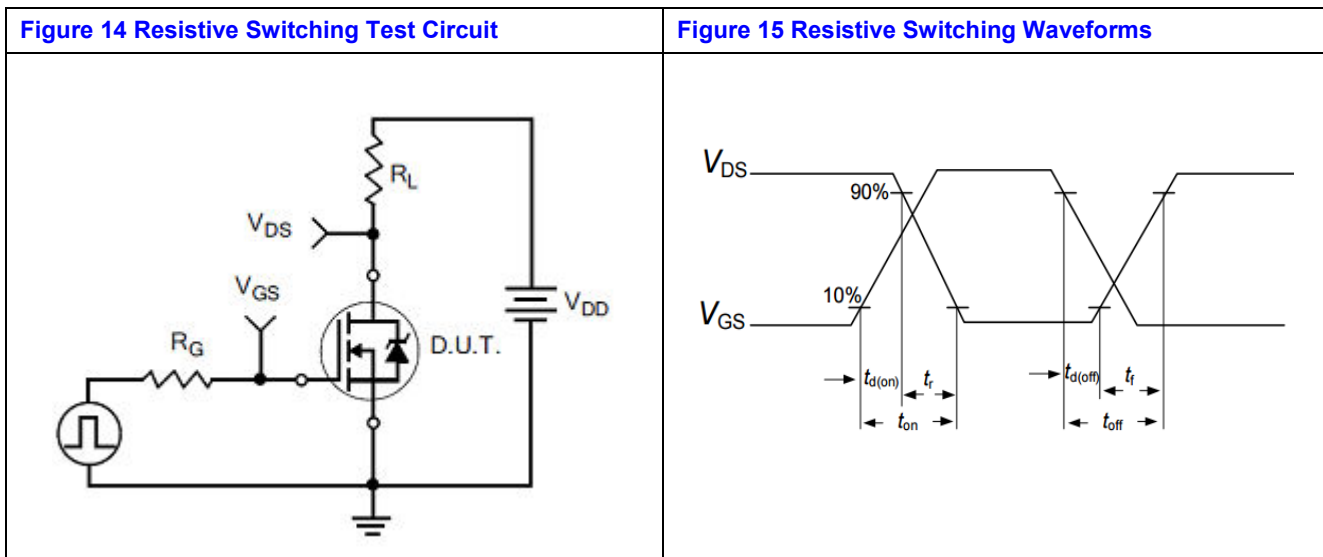 Figure 14 Resistive Switching Test Circuit
Figure 15 Resistive Switching Waveforms
RL
VDS
VGS
VDD
RG
D.U.T.
VDS
90%
10%
VGS
td(on)
tr
td(off)
tf
ton
toff